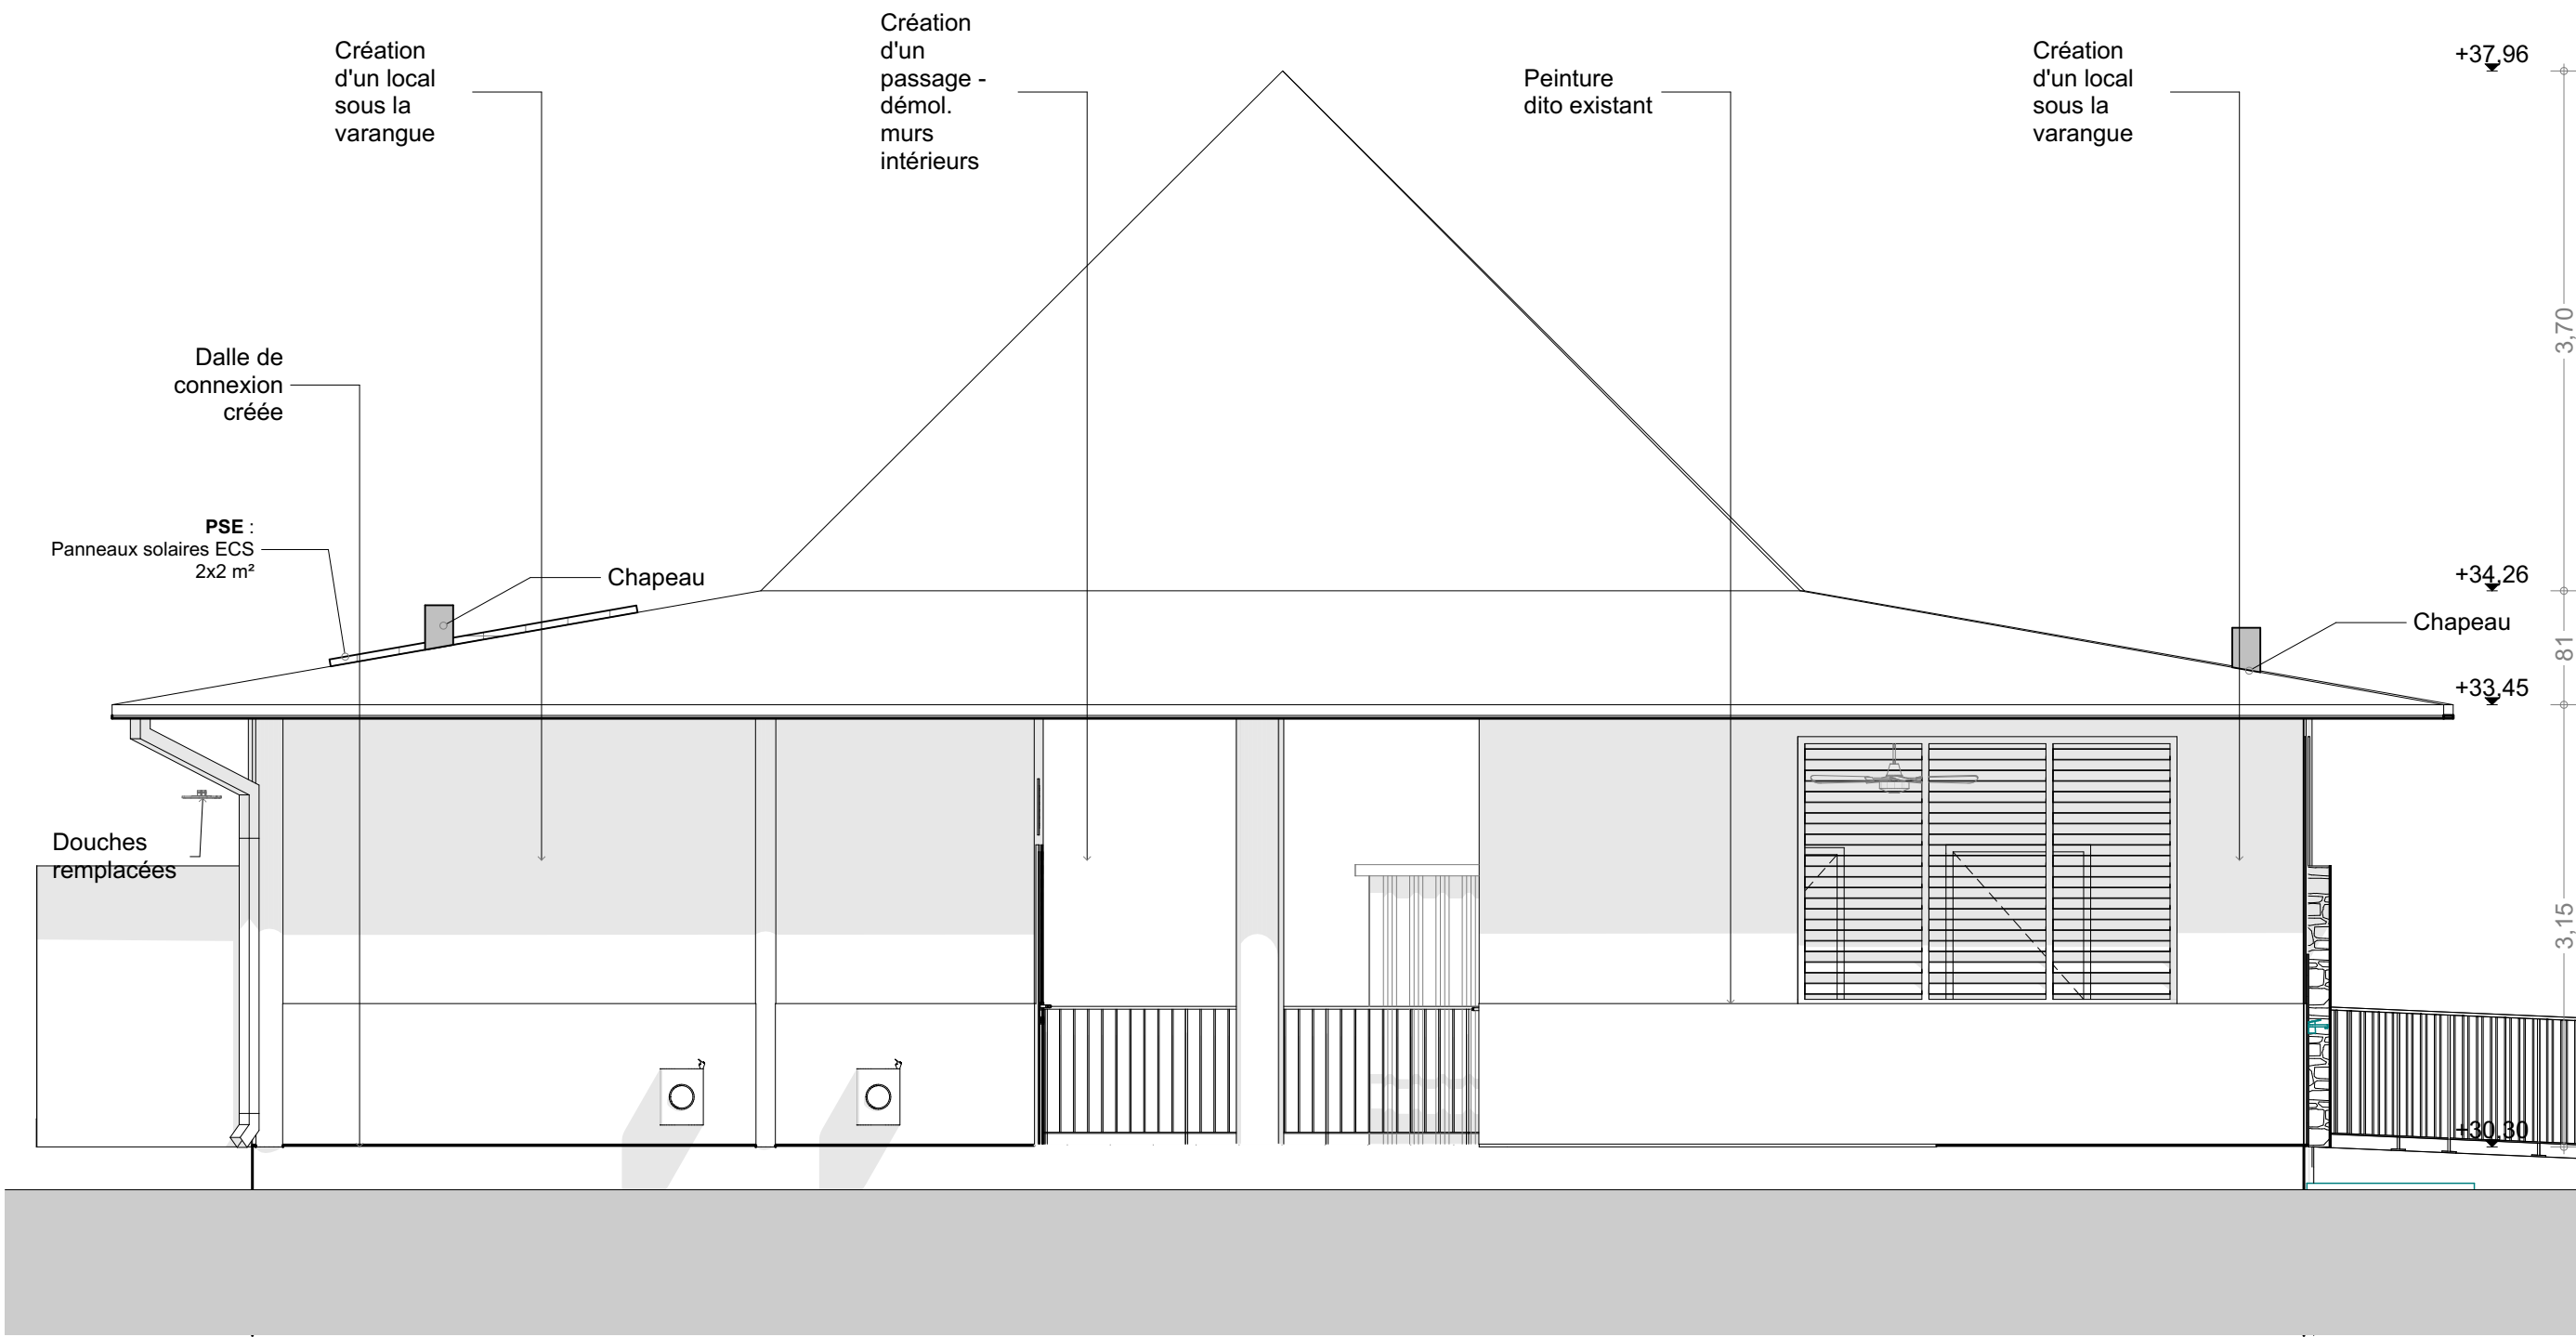 Création
d'un local
sous la
varangue
Création
d'un
passage -
démol.
murs
intérieurs
Peinture
dito existant
Création
d'un local
sous la
varangue
+37,96
3,70
Dalle de
connexion
créée
PSE :
Panneaux solaires ECS
2x2 m²
Chapeau
+34,26
Chapeau
81
+33,45
Douches
remplacées
3,15
+30,30